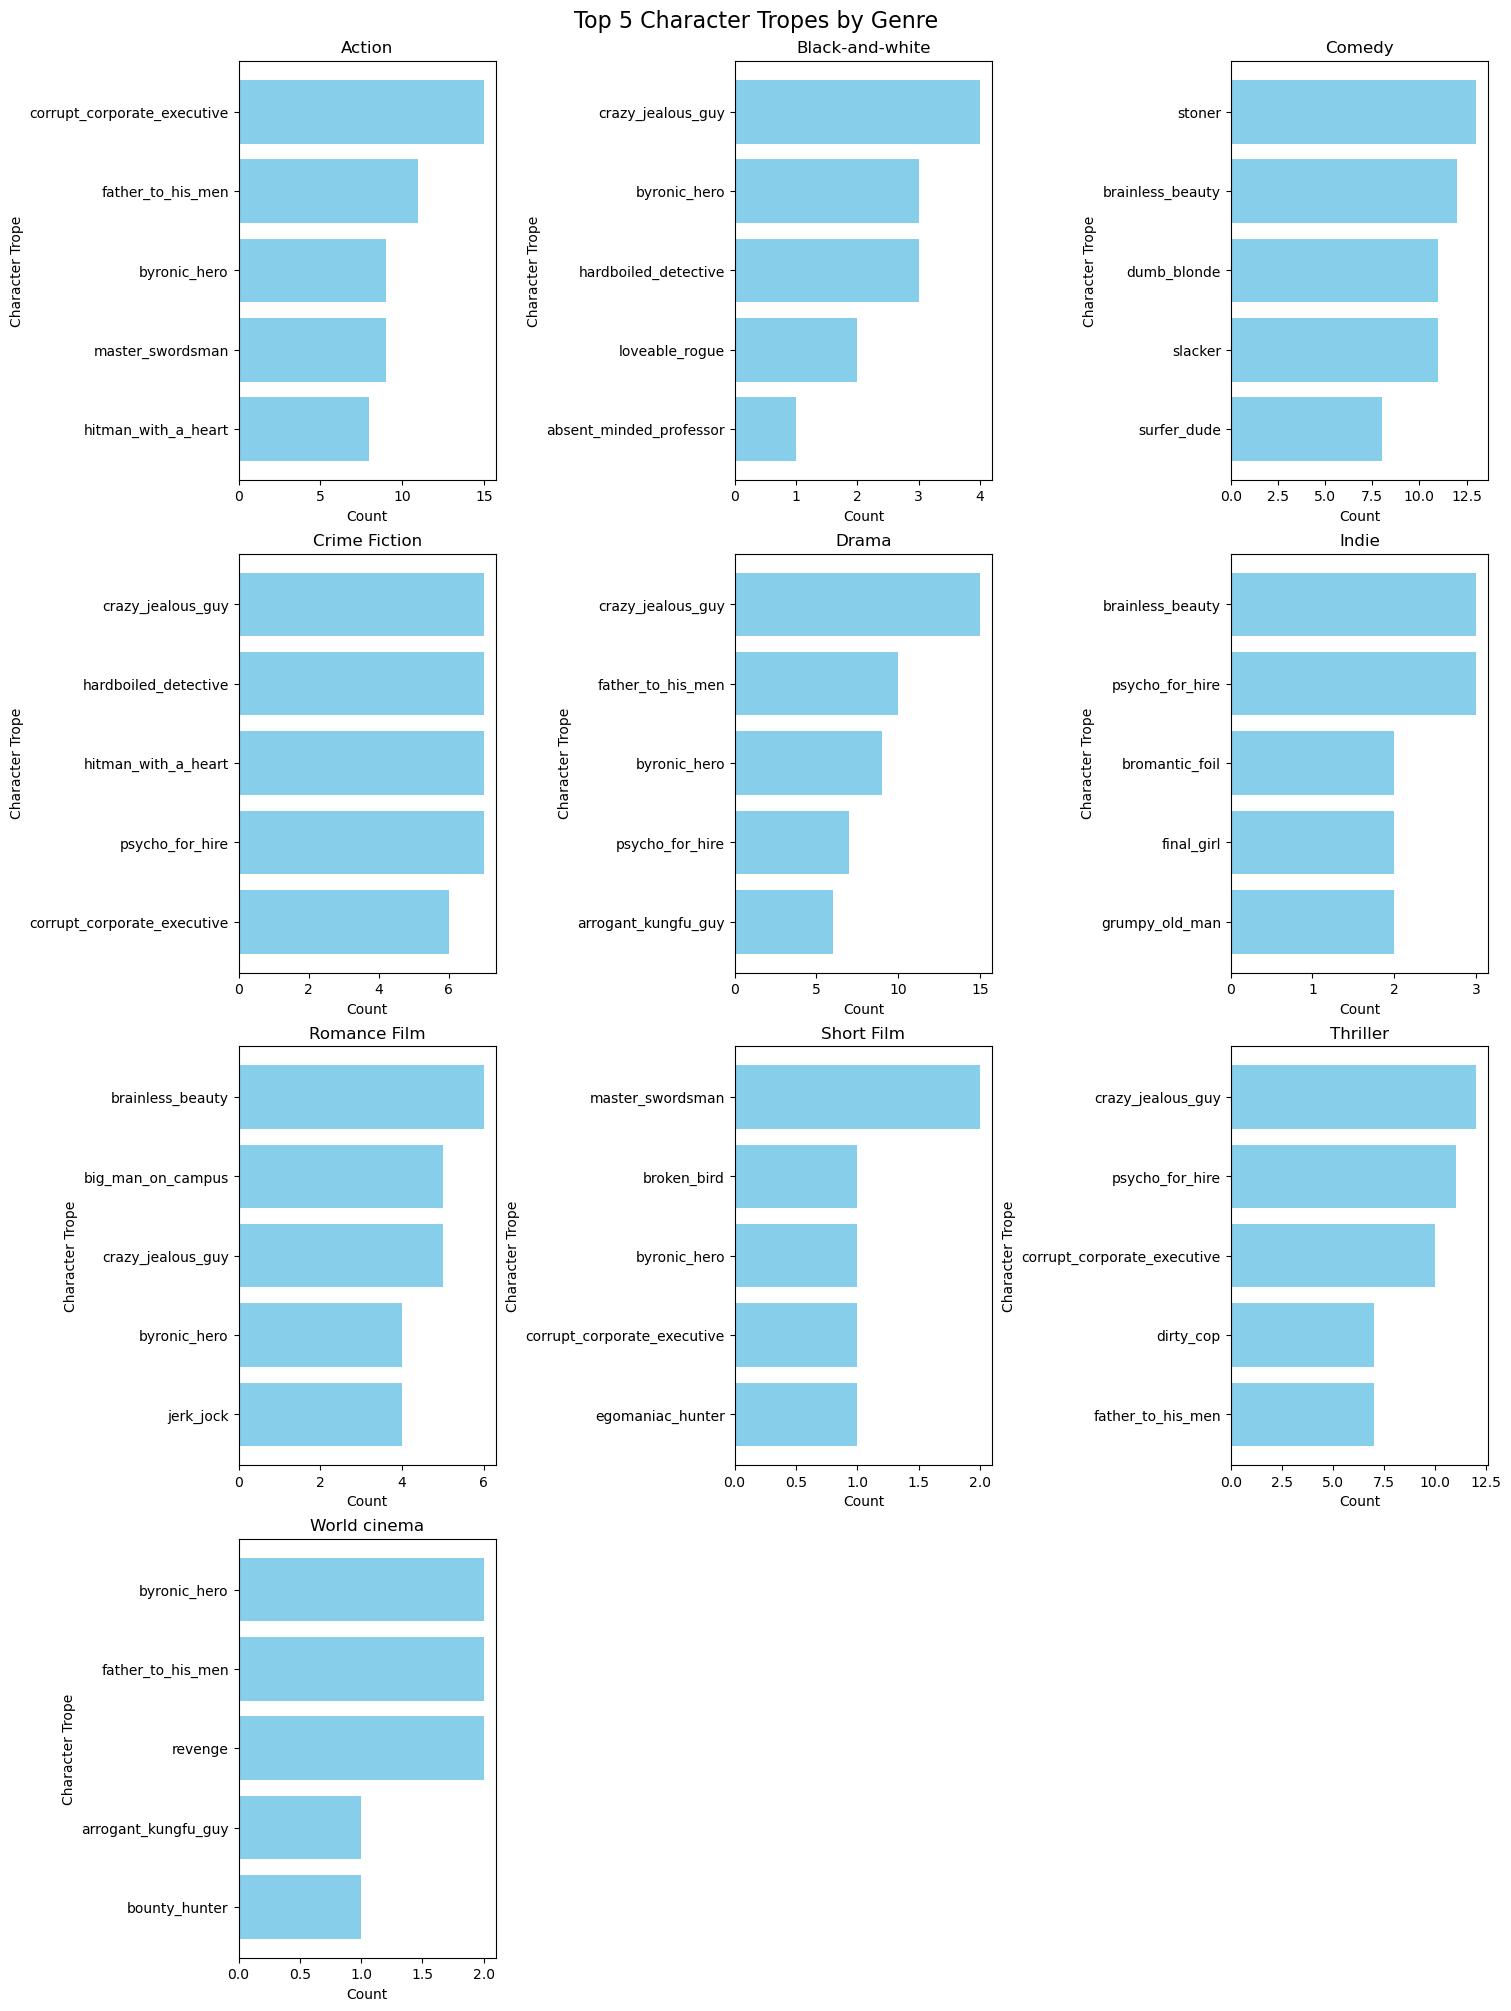 Top 5 Character Tropes by Genre
Action
Character Trope
corrupt_corporate_executive
father_to_his_men
byronic_hero
master_swordsman
hitman_with_a_heart
0 5 10 15
Count
Black-and-white
Character Trope
crazy_jealous_guy
byronic_hero
hardboiled_detective
loveable_rogue
absent_minded_professor
0 1 2 3 4
Count
Comedy
Character Trope
stoner
brainless_beauty
dumb_blonde
slacker
surfer_dude
0.0 2.5 5.0 7.5 10.0 12.5
Count
Crime Fiction
Character Trope
crazy_jealous_guy
hardboiled_detective
hitman_with_a_heart
psycho_for_hire
corrupt_corporate_executive
0 2 4 6
Count
Drama
Character Trope
crazy_jealous_guy
father_to_his_men
byronic_hero
psycho_for_hire
arrogant_kungfu_guy
0 5 10 15
Count
Indie
Character Trope
brainless_beauty
psycho_for_hire
bromantic_foil
final_girl
grumpy_old_man
0 1 2 3
Count
Romance Film
Character Trope
brainless_beauty
big_man_on_campus
crazy_jealous_guy
byronic_hero
jerk_jock
0 2 4 6
Count
Short Film
Character Trope
master_swordsman
broken_bird
byronic_hero
corrupt_corporate_executive
egomaniac_hunter
0.0 0.5 1.0 1.5 2.0
Count
Thriller
Character Trope
crazy_jealous_guy
psycho_for_hire
corrupt_corporate_executive
dirty_cop
father_to_his_men
0.0 2.5 5.0 7.5 10.0 12.5
Count
World cinema
Character Trope
byronic_hero
father_to_his_men
revenge
arrogant_kungfu_guy
bounty_hunter
0.0 0.5 1.0 1.5 2.0
Count